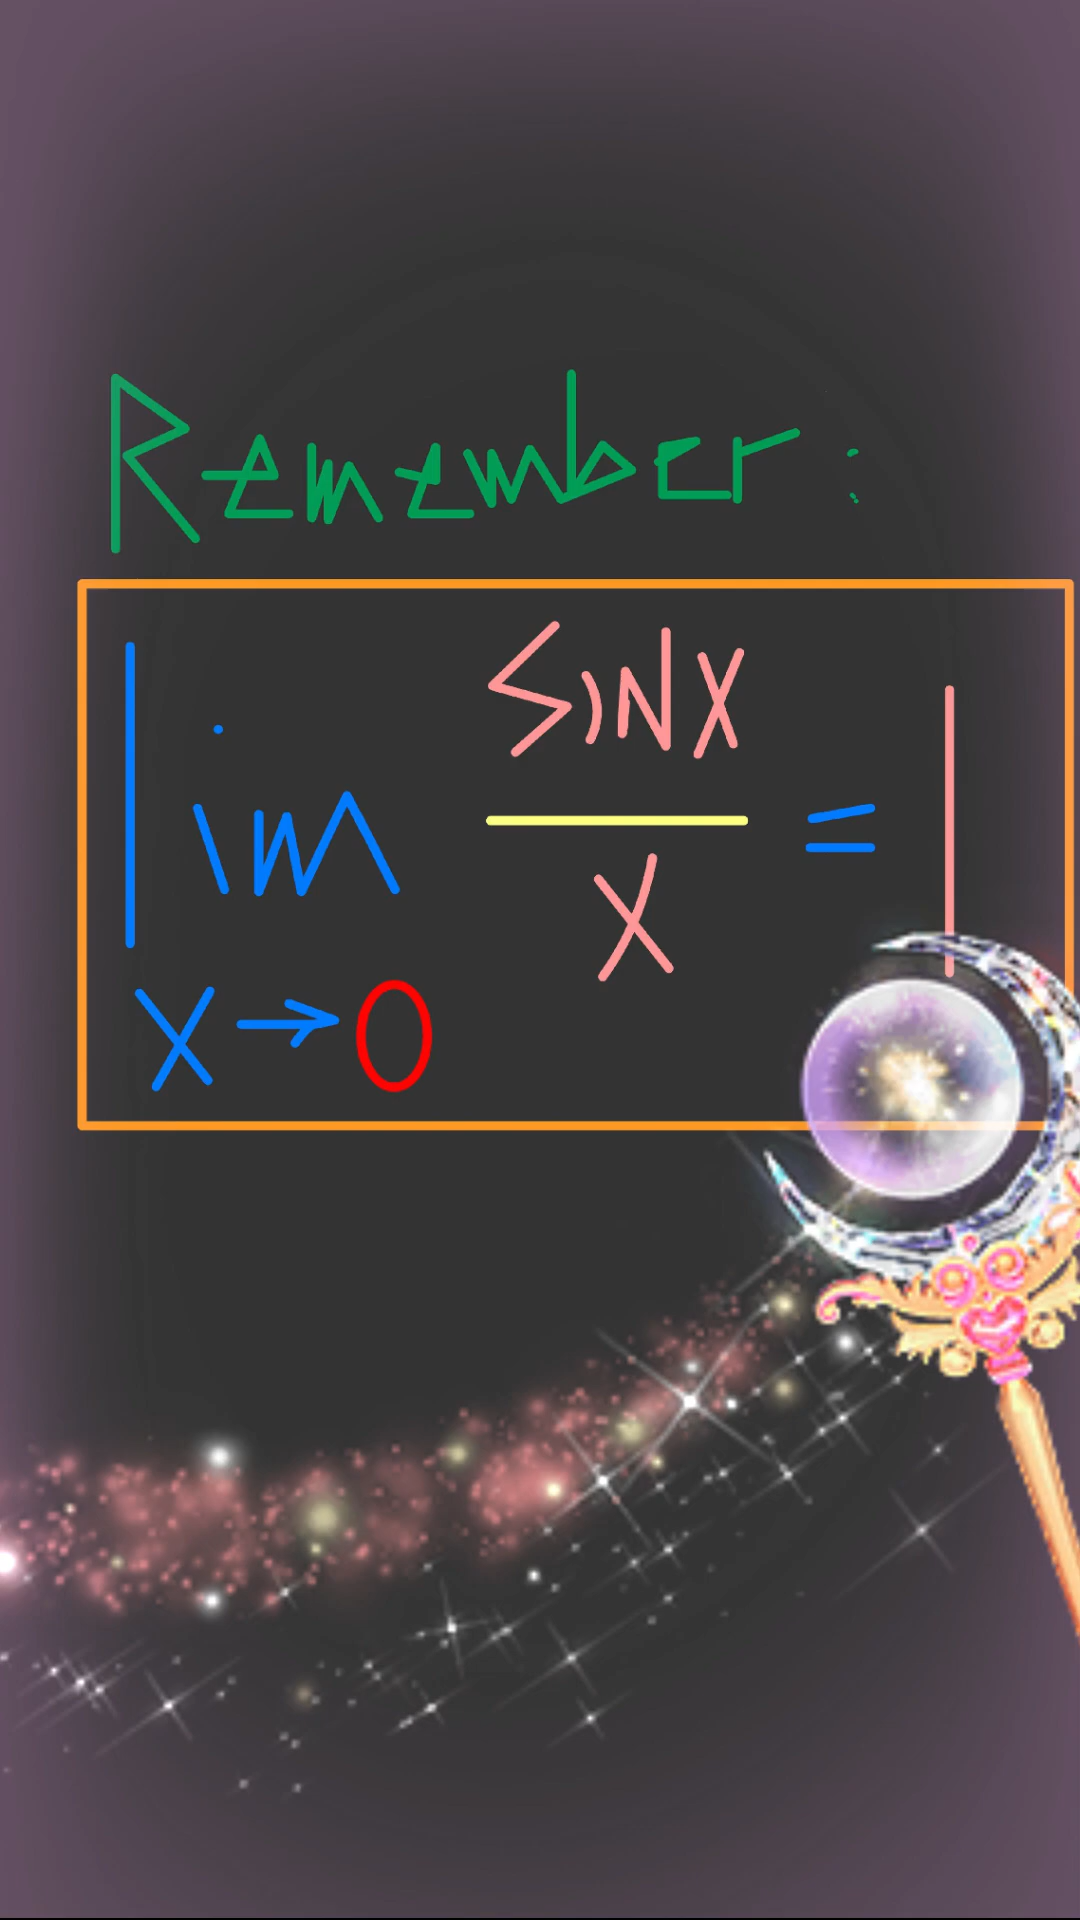 Remember:
lim sinx / x = 1
x → 0